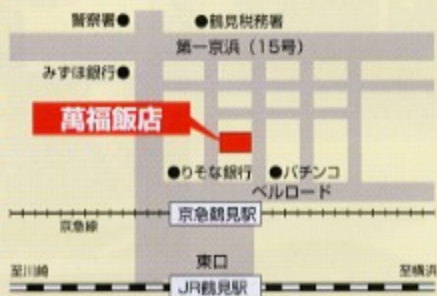 警察署●
●鶴見税務署
第一京浜（15号）
みずほ銀行●
萬福飯店
●りそな銀行
●パチンコ
ベルロード
京急鶴見駅
京急線
東口
至川崎
至横浜
JR鶴見駅